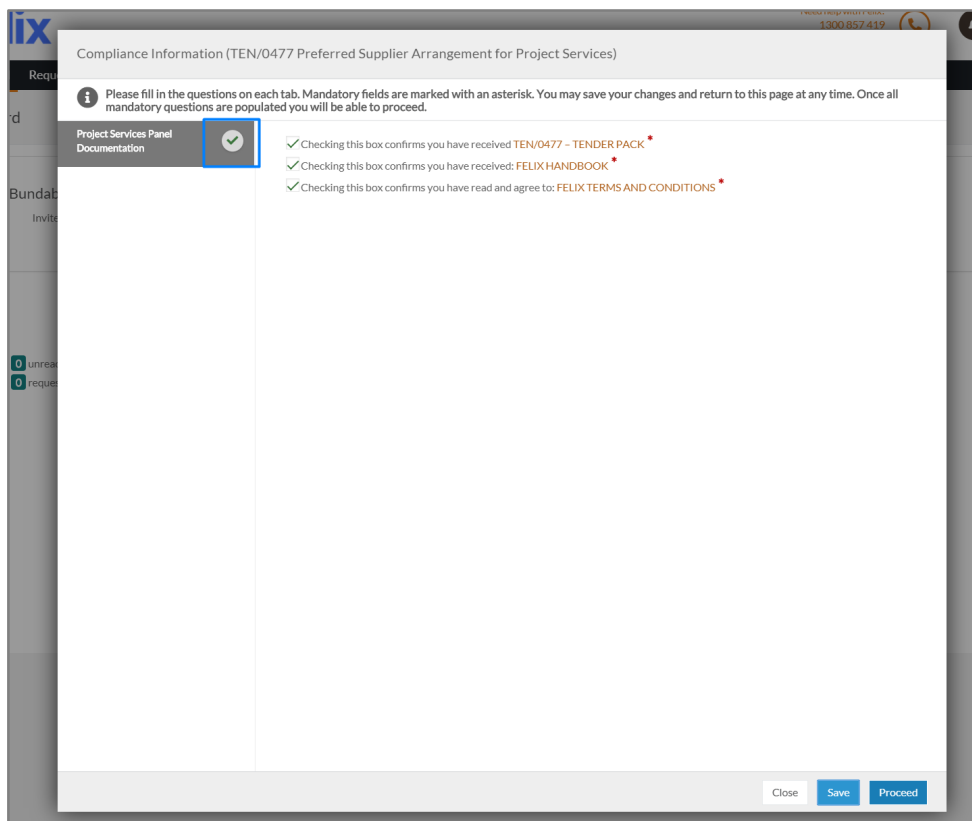 lix
Need help with Felix,
1300 857 419
Requ
rd
Bundab
Invite
0 unrea
0 reques
Compliance Information (TEN/0477 Preferred Supplier Arrangement for Project Services)
Please fill in the questions on each tab. Mandatory fields are marked with an asterisk. You may save your changes and return to this page at any time. Once all
mandatory questions are populated you will be able to proceed.
Project Services Panel
Documentation
Checking this box confirms you have received TEN/0477 – TENDER PACK *
Checking this box confirms you have received: FELIX HANDBOOK *
Checking this box confirms you have read and agree to: FELIX TERMS AND CONDITIONS *
Close Save Proceed